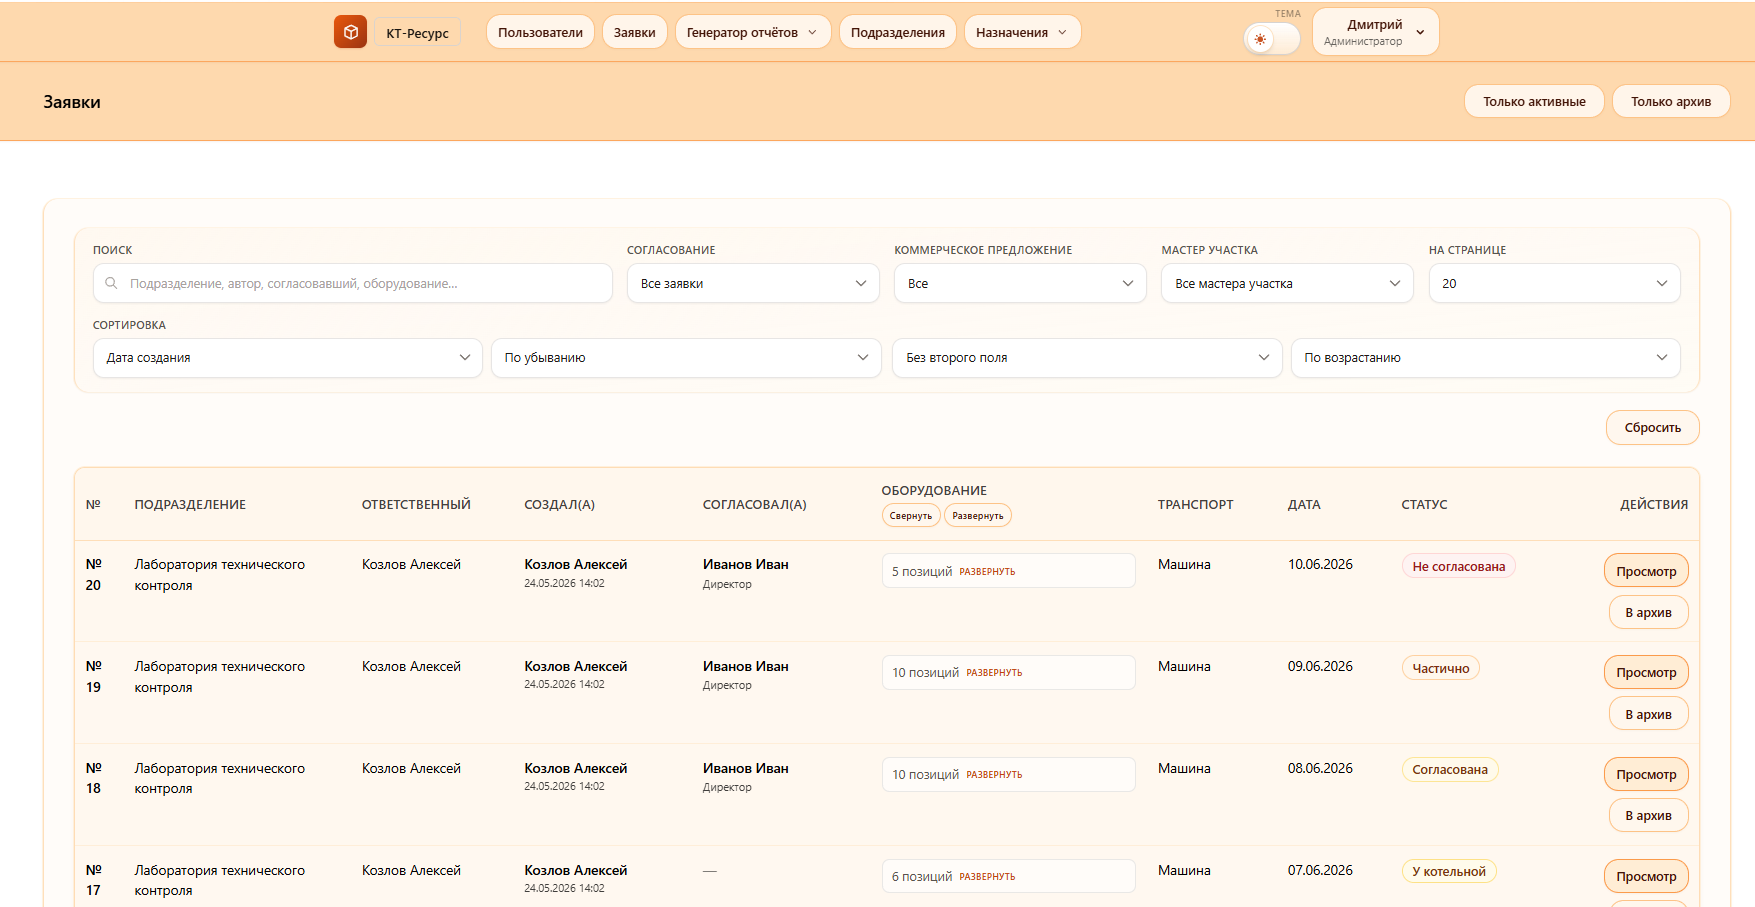 КТ-Ресурс
Пользователи
Заявки
Генератор отчётов
Подразделения
Назначения
ТЕМА
Дмитрий
Администратор
Заявки
Только активные
Только архив
ПОИСК
СОГЛАСОВАНИЕ
КОММЕРЧЕСКОЕ ПРЕДЛОЖЕНИЕ
МАСТЕР УЧАСТКА
НА СТРАНИЦЕ
Подразделение, автор, согласовавший, оборудование...
Все заявки
Все
Все мастера участка
20
СОРТИРОВКА
Дата создания
По убыванию
Без второго поля
По возрастанию
Сбросить
№
ПОДРАЗДЕЛЕНИЕ
ОТВЕТСТВЕННЫЙ
СОЗДАЛ(А)
СОГЛАСОВАЛ(А)
ОБОРУДОВАНИЕ
Свернуть
Развернуть
ТРАНСПОРТ
ДАТА
СТАТУС
ДЕЙСТВИЯ
№ 20
Лаборатория технического
контроля
Козлов Алексей
Козлов Алексей
24.05.2026 14:02
Иванов Иван
Директор
5 позиций РАЗВЕРНУТЬ
Машина
10.06.2026
Не согласована
Просмотр
В архив
№ 19
Лаборатория технического
контроля
Козлов Алексей
Козлов Алексей
24.05.2026 14:02
Иванов Иван
Директор
10 позиций РАЗВЕРНУТЬ
Машина
09.06.2026
Частично
Просмотр
В архив
№ 18
Лаборатория технического
контроля
Козлов Алексей
Козлов Алексей
24.05.2026 14:02
Иванов Иван
Директор
10 позиций РАЗВЕРНУТЬ
Машина
08.06.2026
Согласована
Просмотр
В архив
№ 17
Лаборатория технического
контроля
Козлов Алексей
Козлов Алексей
24.05.2026 14:02
—
6 позиций РАЗВЕРНУТЬ
Машина
07.06.2026
У котельной
Просмотр